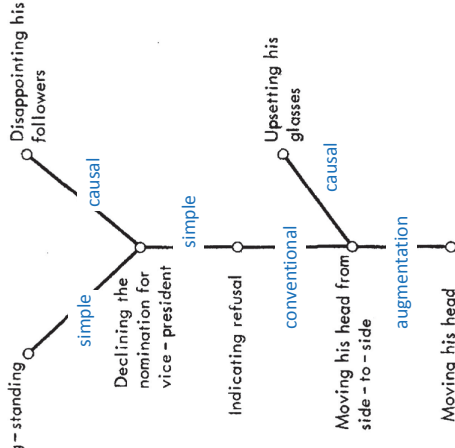 g - standing
Disappointing his
followers
simple
causal
Declining the
nomination for
vice - president
simple
Indicating refusal
Upsetting his
glasses
conventional
causal
Moving his head from
side - to - side
augmentation
Moving his head